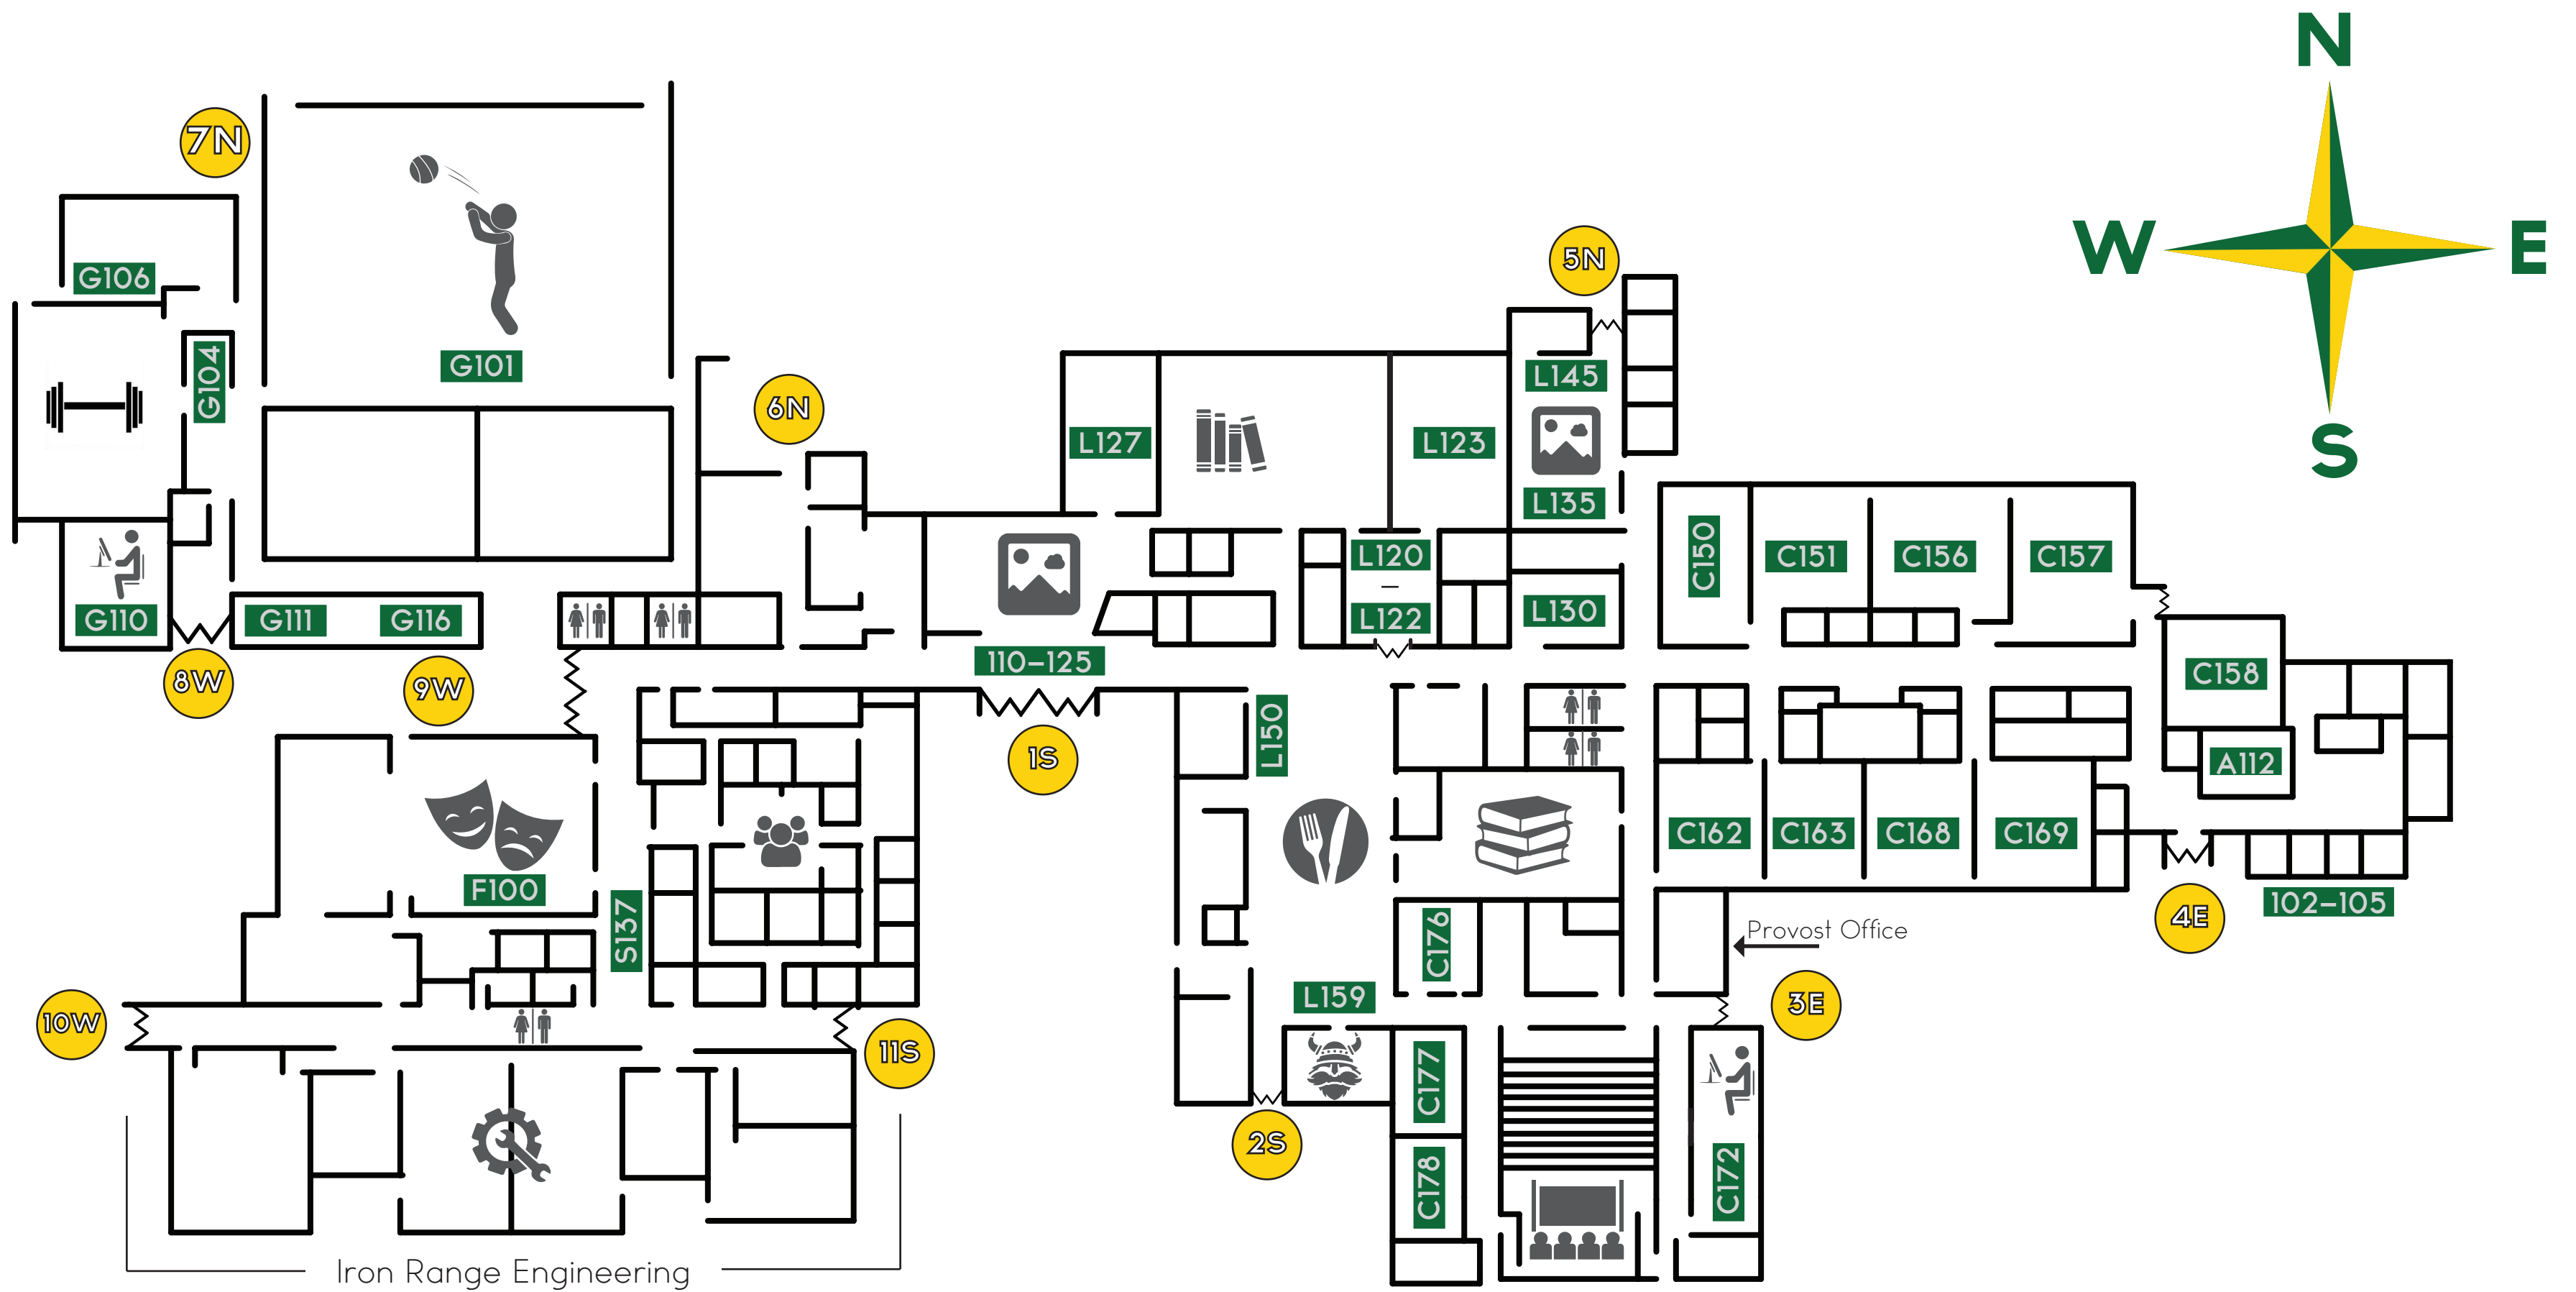 N
7N
W
E
5N
G106
G101
G104
L145
6N
S
L127
L123
L135
C150
C151
C156
C157
L120
–
L122
L130
G110
G111
G116
110–125
C158
8W
9W
L150
1S
A112
C162
C163
C168
C169
F100
S137
102–105
4E
C176
Provost Office
L159
3E
10W
11S
C177
2S
C178
C172
Iron Range Engineering